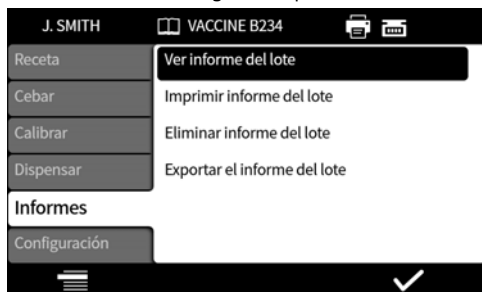 J. SMITH VACCINE B234
Receta
Ver informe del lote
Cebar
Imprimir informe del lote
Calibrar
Eliminar informe del lote
Dispensar
Exportar el informe del lote
Informes
Configuración